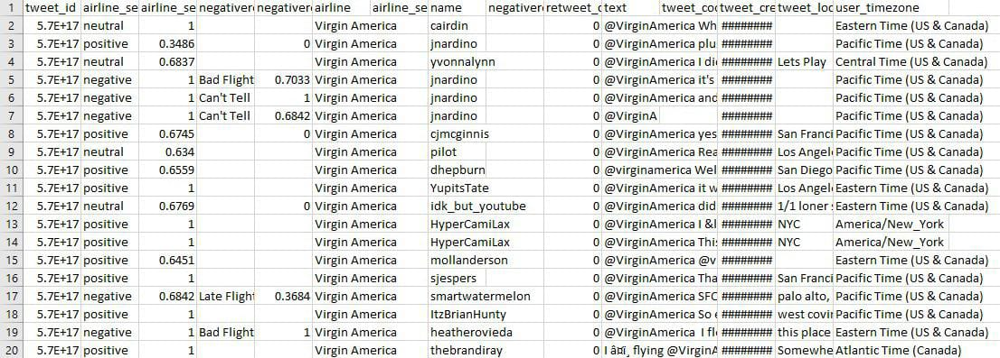 1 tweet_id airline_se airline_se negativere negativere airline airline_se name negativere retweet_c text tweet_coo tweet_cre tweet_loc user_timezone
2 5.7E+17 neutral 1 Virgin America cairdin 0 @VirginAmerica Wh ######## Eastern Time (US & Canada)
3 5.7E+17 positive 0.3486 0 Virgin America jnardino 0 @VirginAmerica plu ######## Pacific Time (US & Canada)
4 5.7E+17 neutral 0.6837 Virgin America yvonnalynn 0 @VirginAmerica I di ######## Lets Play Central Time (US & Canada)
5 5.7E+17 negative 1 Bad Flight 0.7033 Virgin America jnardino 0 @VirginAmerica it's ######## Pacific Time (US & Canada)
6 5.7E+17 negative 1 Can't Tell 1 Virgin America jnardino 0 @VirginAmerica and ######## Pacific Time (US & Canada)
7 5.7E+17 negative 1 Can't Tell 0.6842 Virgin America jnardino 0 @VirginA ######## Pacific Time (US & Canada)
8 5.7E+17 positive 0.6745 0 Virgin America cjmcginnis 0 @VirginAmerica yes ######## San Franci Pacific Time (US & Canada)
9 5.7E+17 neutral 0.634 Virgin America pilot 0 @VirginAmerica Rea ######## Los Angele Pacific Time (US & Canada)
10 5.7E+17 positive 0.6559 Virgin America dhepburn 0 @virginamerica Wel ######## San Diego Pacific Time (US & Canada)
11 5.7E+17 positive 1 Virgin America YupitsTate 0 @VirginAmerica it w ######## Los Angele Eastern Time (US & Canada)
12 5.7E+17 neutral 0.6769 0 Virgin America idk_but_youtube 0 @VirginAmerica did ######## 1/1 loner s Eastern Time (US & Canada)
13 5.7E+17 positive 1 Virgin America HyperCamiLax 0 @VirginAmerica I &l ######## NYC America/New_York
14 5.7E+17 positive 1 Virgin America HyperCamiLax 0 @VirginAmerica This ######## NYC America/New_York
15 5.7E+17 positive 0.6451 Virgin America mollanderson 0 @VirginAmerica @v ######## Eastern Time (US & Canada)
16 5.7E+17 positive 1 Virgin America sjespers 0 @VirginAmerica Tha ######## San Franci Pacific Time (US & Canada)
17 5.7E+17 negative 0.6842 Late Flight 0.3684 Virgin America smartwatermelon 0 @VirginAmerica SFO ######## palo alto, Pacific Time (US & Canada)
18 5.7E+17 positive 1 Virgin America ItzBrianHunty 0 @VirginAmerica So ######## west covin Pacific Time (US & Canada)
19 5.7E+17 negative 1 Bad Flight 1 Virgin America heatherovieda 0 @VirginAmerica I fl ######## this place Eastern Time (US & Canada)
20 5.7E+17 positive 1 Virgin America thebrandiray 0 I flying @VirginA ######## Somewhe Atlantic Time (Canada)